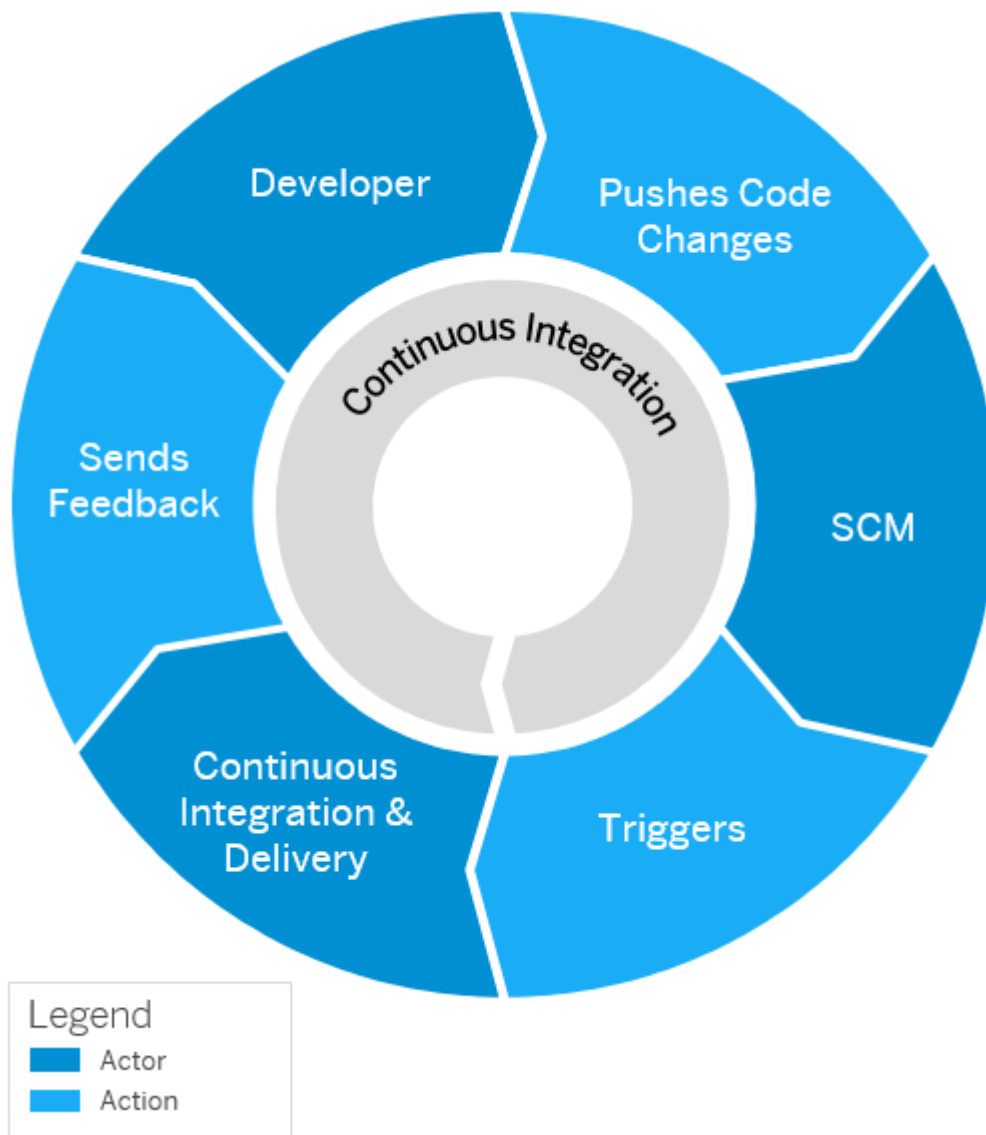 Developer
Pushes Code
Changes
Continuous Integration
Sends
Feedback
SCM
Continuous
Integration &
Delivery
Triggers
Legend
Actor
Action